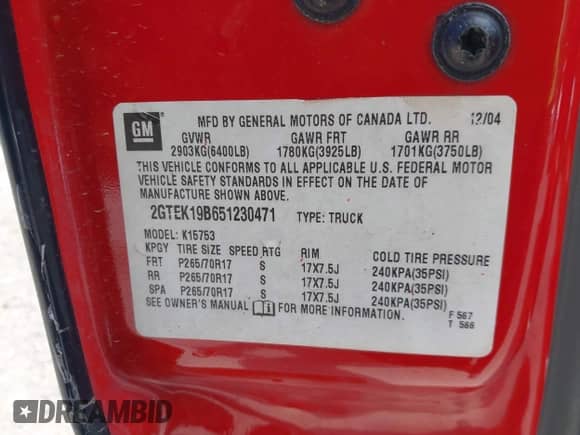 GM
MFD BY GENERAL MOTORS OF CANADA LTD. 12/04
GVWR GAWR FRT GAWR RR
2903KG(6400LB) 1780KG(3925LB) 1701KG(3750LB)
THIS VEHICLE CONFORMS TO ALL APPLICABLE U.S. FEDERAL MOTOR
VEHICLE SAFETY STANDARDS IN EFFECT ON THE DATE OF
MANUFACTURE SHOWN ABOVE.
2GTEK19B651230471 TYPE: TRUCK
MODEL: K15753
KPGY TIRE SIZE SPEED RTG RIM COLD TIRE PRESSURE
FRT P265/70R17 S 17X7.5J 240KPA(35PSI)
RR P265/70R17 S 17X7.5J 240KPA(35PSI)
SPA P265/70R17 S 17X7.5J 240KPA(35PSI)
SEE OWNER'S MANUAL FOR MORE INFORMATION.
F 567
T 566
DREAMBID